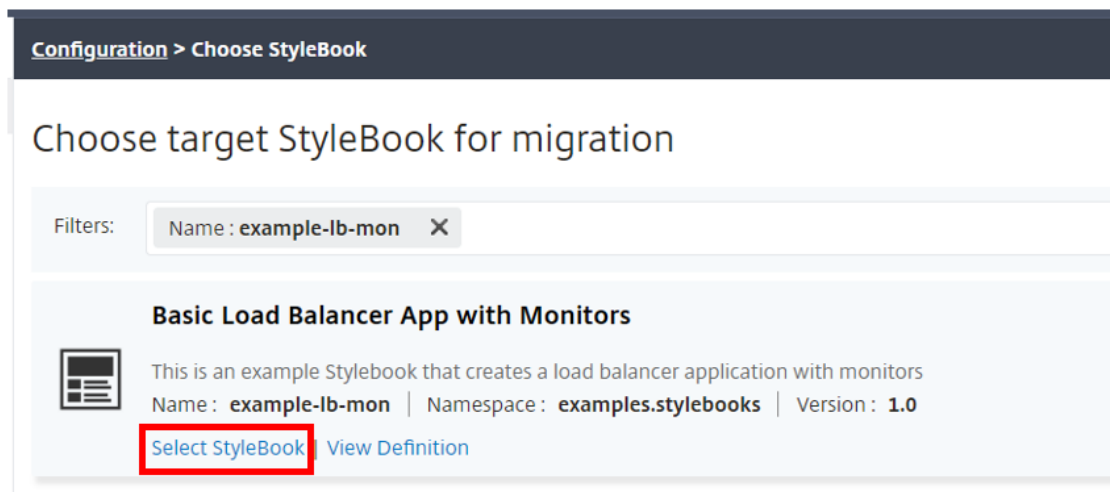 Configuration > Choose StyleBook
Choose target StyleBook for migration
Filters: Name : example-lb-mon ✕
Basic Load Balancer App with Monitors
This is an example Stylebook that creates a load balancer application with monitors
Name : example-lb-mon | Namespace : examples.stylebooks | Version : 1.0
Select StyleBook | View Definition